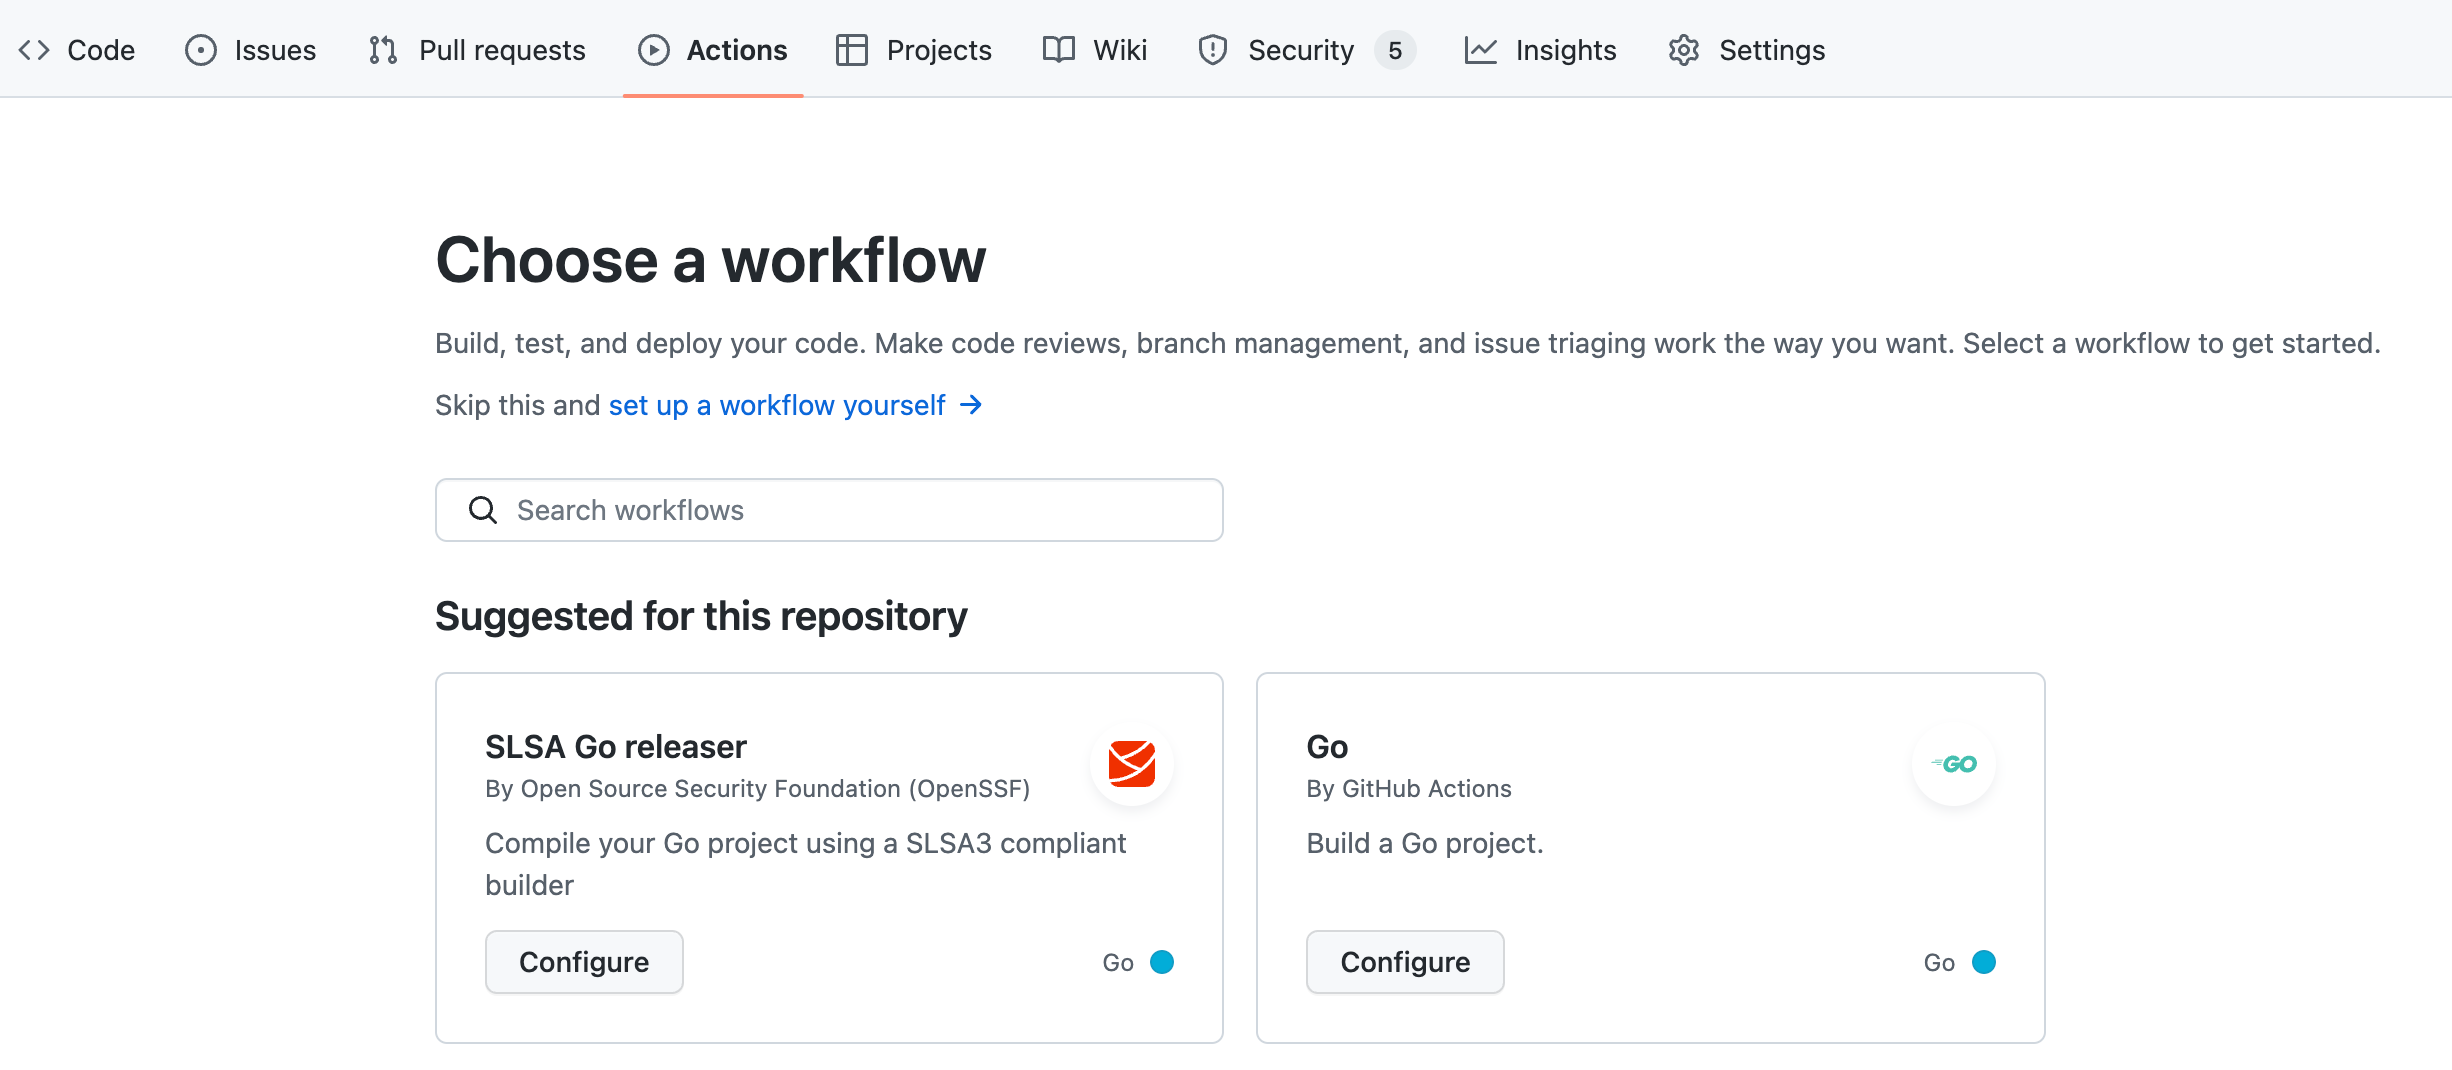 Code Issues Pull requests Actions Projects Wiki Security 5 Insights Settings
Choose a workflow
Build, test, and deploy your code. Make code reviews, branch management, and issue triaging work the way you want. Select a workflow to get started.
Skip this and set up a workflow yourself →
Search workflows
Suggested for this repository
SLSA Go releaser
By Open Source Security Foundation (OpenSSF)
Compile your Go project using a SLSA3 compliant
builder
Configure
Go
Go
By GitHub Actions
GO
Build a Go project.
Configure
Go